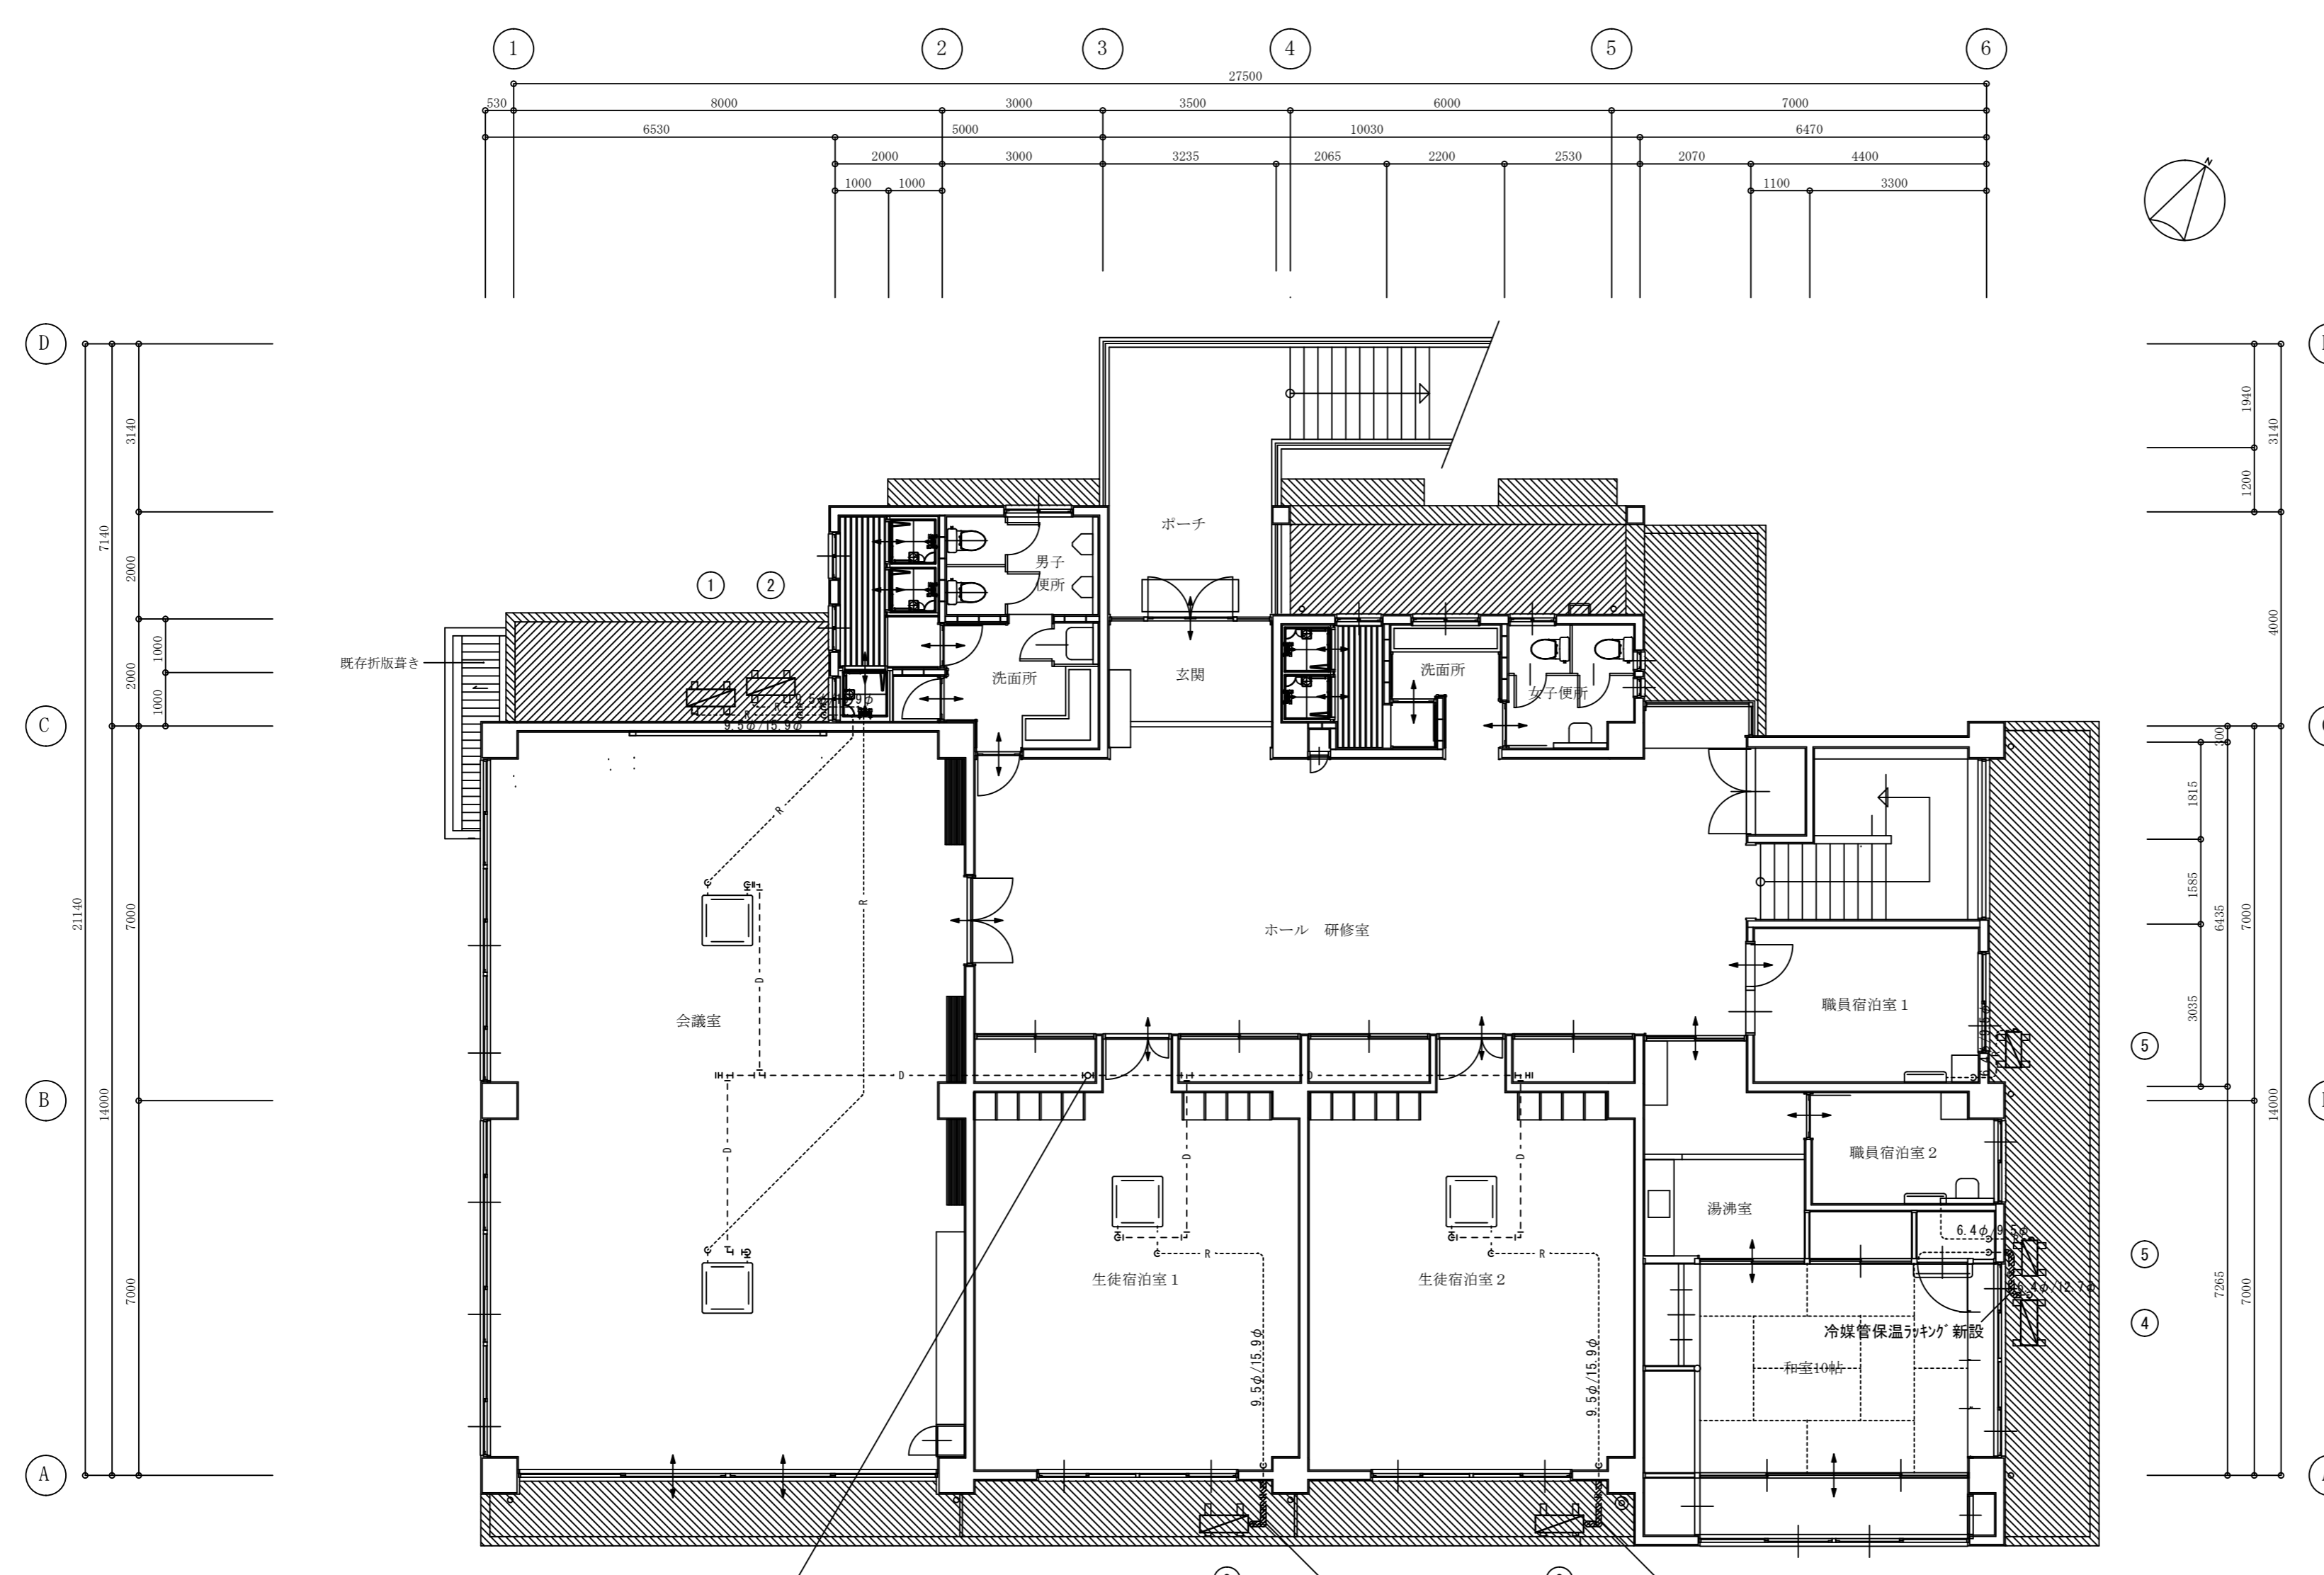 1 2 3 4 5 6
27500
530 8000 3000 3500 6000 7000
6530 5000 10030 6470
2000 3000 3235 2065 2200 2530 2070 4400
1000 1000 1100 3300
N
D
3140
7140
2000
2000
1000
1000
C
21140
7000
14000
B
7000
A
1940
3140
1200
4000
300
1815
1585
6435
7000
3035
14000
7265
7000
ポーチ
男子
便所
① ②
既存折版葺き
洗面所
玄関
洗面所
女子便所
9.5φ/15.9φ
R
R
R
R
D
会議室
ホール 研修室
職員宿泊室1
⑤
D
D
D
D
D
職員宿泊室2
湯沸室
6.4φ/9.5φ
⑤
R
R
生徒宿泊室1
生徒宿泊室2
6.4φ/12.7φ
④
冷媒管保温ラッキング新設
9.5φ/15.9φ
9.5φ/15.9φ
和室10帖